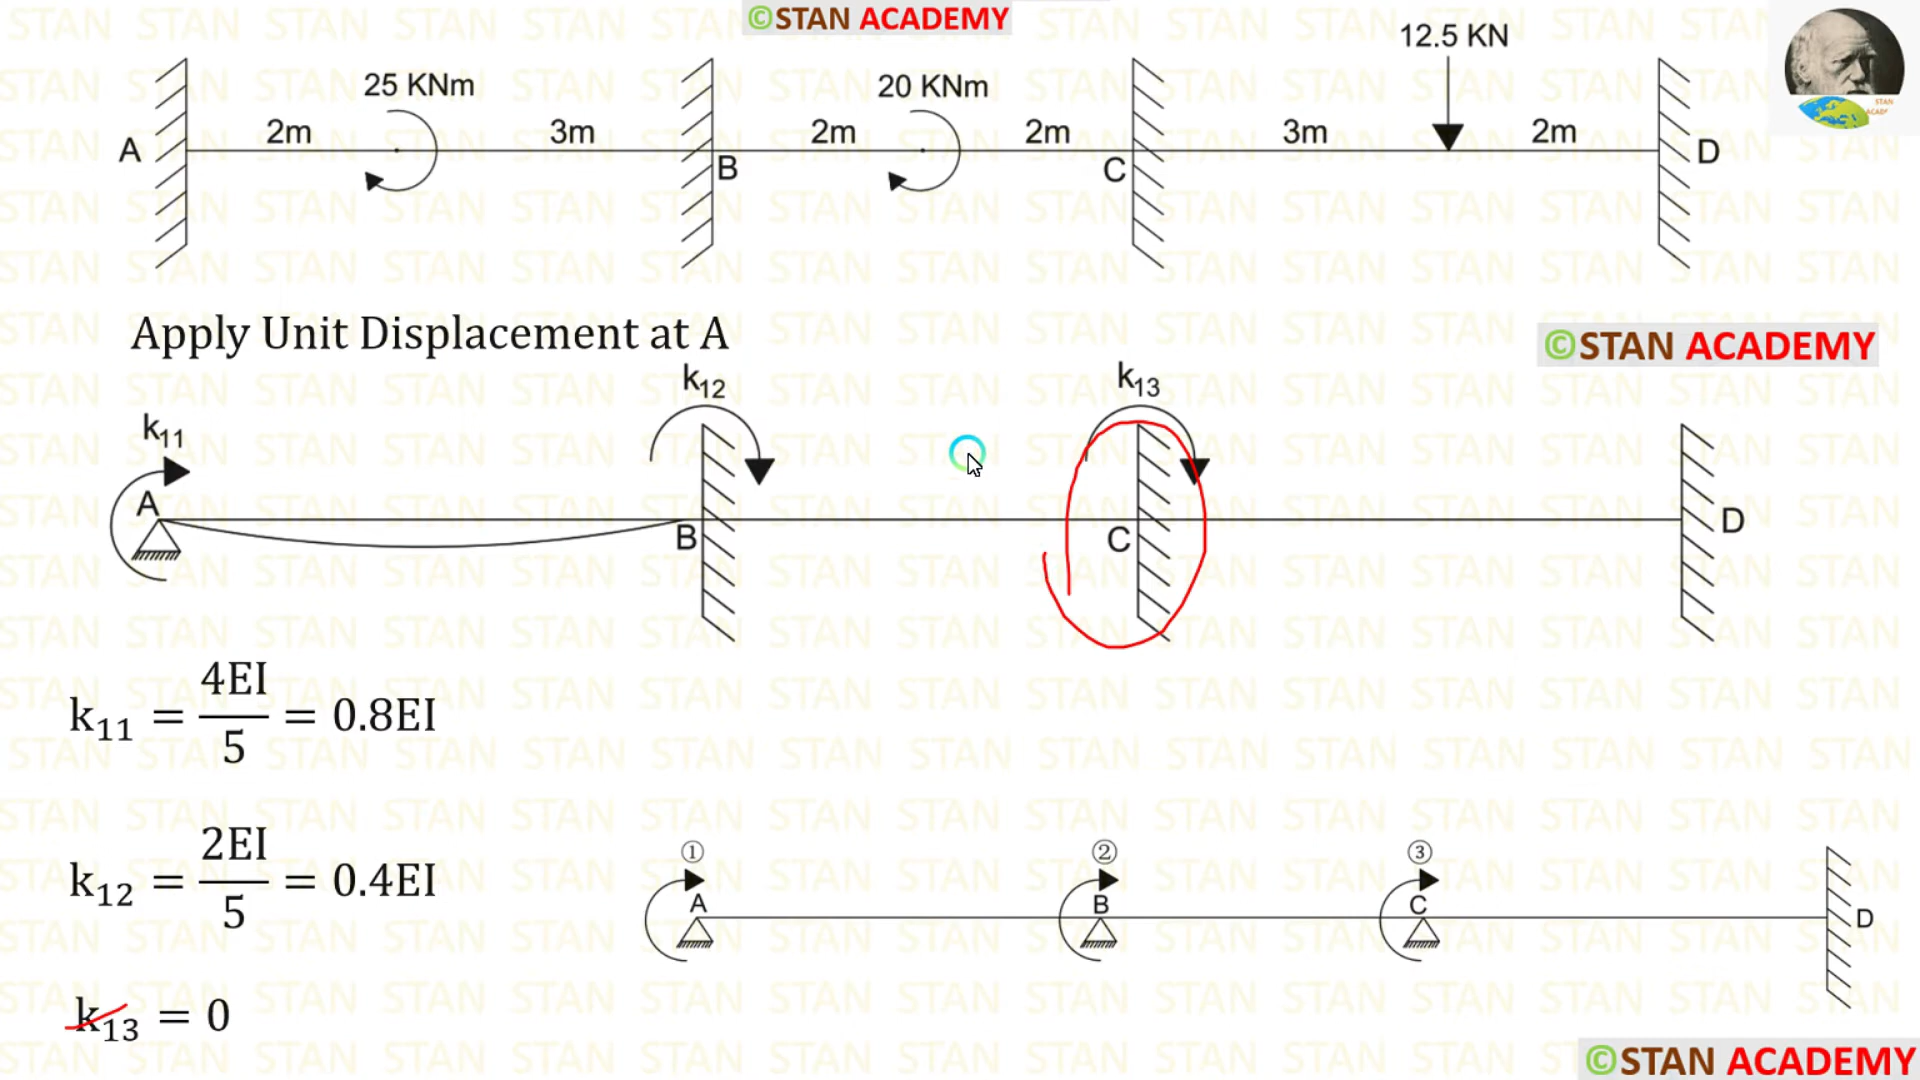 ©STAN ACADEMY
12.5 KN
25 KNm
20 KNm
2m 3m 2m 2m 3m 2m
A B C D
STAN
ACADF
Apply Unit Displacement at A
©STAN ACADEMY
k12 k13
k11
A B C D
k11 = 4EI/5 = 0.8EI
k12 = 2EI/5 = 0.4EI
① ② ③
A B C D
k13 = 0
©STAN ACADEMY